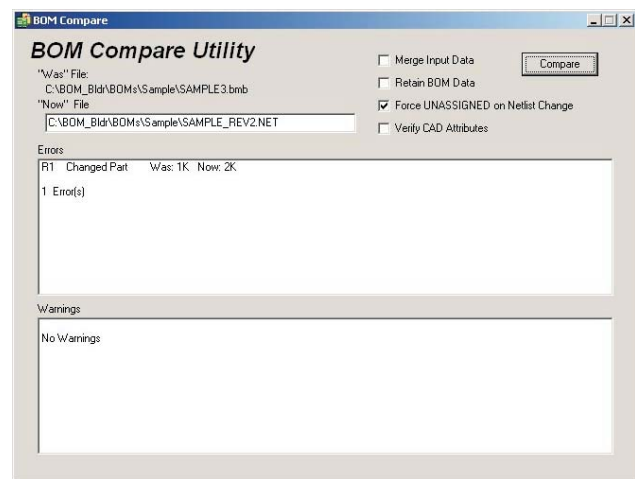 BOM Compare
BOM Compare Utility
"Was" File:
C:\BOM_Bldr\BOMs\Sample\SAMPLE3.bmb
"Now" File
C:\BOM_Bldr\BOMs\Sample\SAMPLE_REV2.NET
Merge Input Data
Retain BOM Data
Force UNASSIGNED on Netlist Change
Verify CAD Attributes
Compare
Errors
R1 Changed Part Was: 1K Now: 2K
1 Error(s)
Warnings
No Warnings